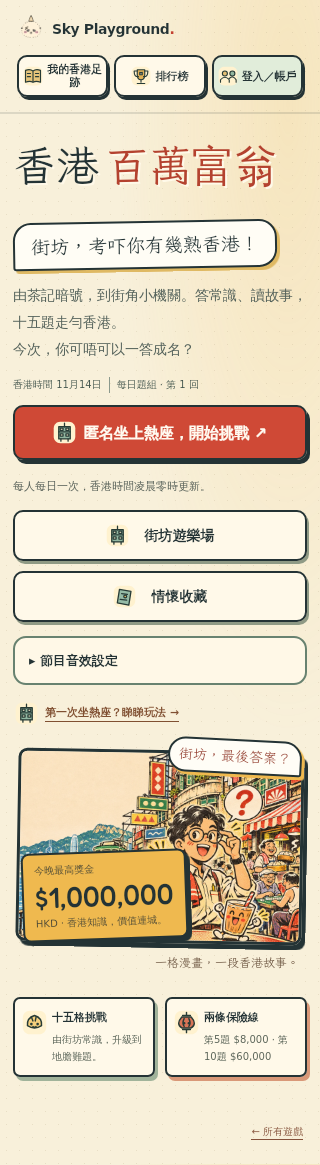 Sky Playground.
我的香港足跡
排行榜
登入／帳戶
香港 百萬富翁
街坊，考吓你有幾熟香港！
由茶記暗號，到街角小機關。答常識、讀故事，
十五題走勻香港。
今次，你可唔可以一答成名？
香港時間 11月14日 每日題組 · 第 1 回
匿名坐上熱座，開始挑戰 ↗
每人每日一次，香港時間凌晨零時更新。
街坊遊樂場
情懷收藏
▸ 節目音效設定
第一次坐熱座？睇睇玩法 →
街坊，最後答案？
?
今晚最高獎金
$1,000,000
HKD · 香港知識，價值連城。
一格漫畫，一段香港故事。
十五格挑戰
由街坊常識，升級到
地膽難題。
兩條保險線
第5題 $8,000 · 第
10題 $60,000
← 所有遊戲